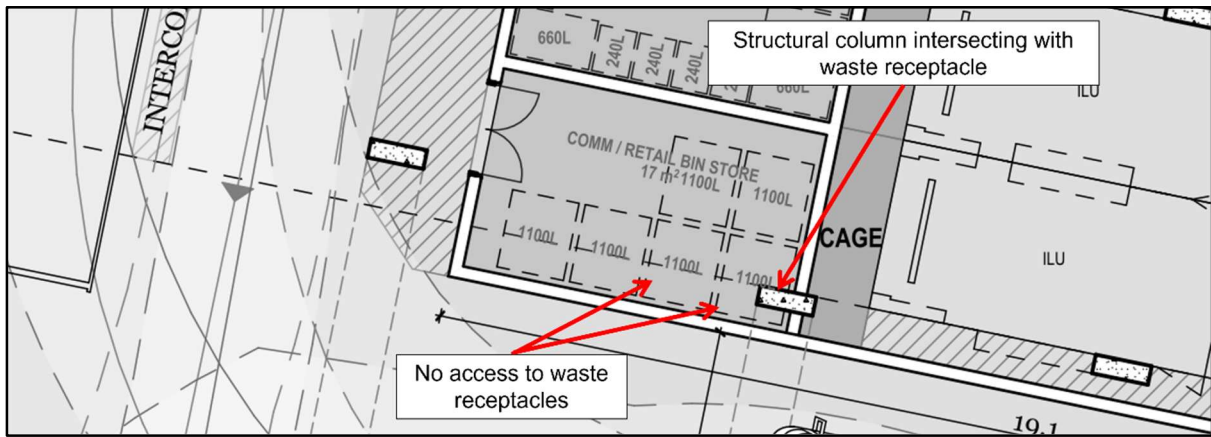 INTERCO
660L
240L
240L
240L
660L
Structural column intersecting with
waste receptacle
ILU
COMM / RETAIL BIN STORE
17 m² 1100L
1100L
1100L
1100L
1100L
1100L
CAGE
ILU
No access to waste
receptacles
19.1